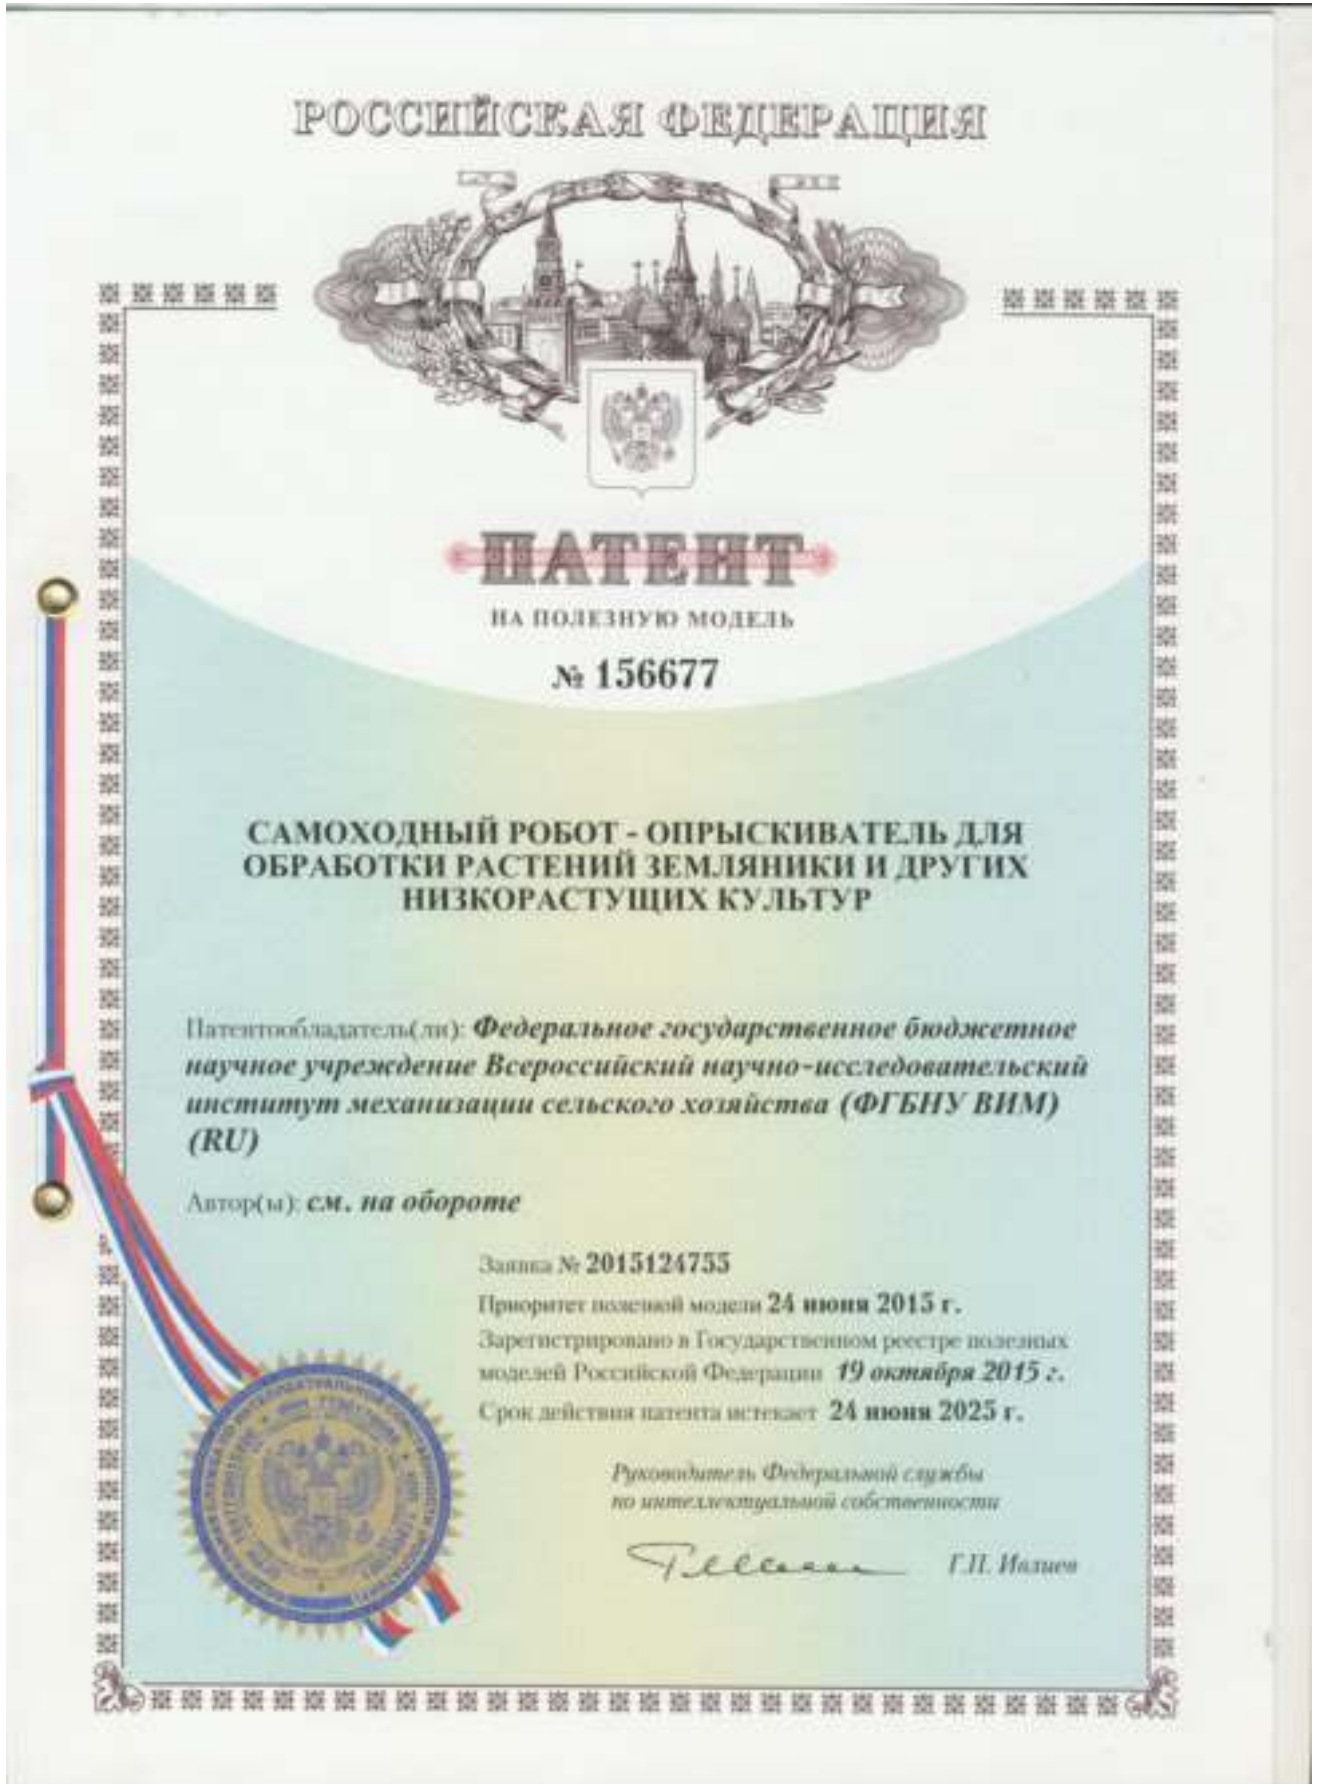 РОССИЙСКАЯ ФЕДЕРАЦИЯ
ПАТЕНТ
НА ПОЛЕЗНУЮ МОДЕЛЬ
№ 156677
САМОХОДНЫЙ РОБОТ - ОПРЫСКИВАТЕЛЬ ДЛЯ
ОБРАБОТКИ РАСТЕНИЙ ЗЕМЛЯНИКИ И ДРУГИХ
НИЗКОРАСТУЩИХ КУЛЬТУР
Патентообладатель(ли): Федеральное государственное бюджетное
научное учреждение Всероссийский научно-исследовательский
институт механизации сельского хозяйства (ФГБНУ ВИМ)
(RU)
Автор(ы): см. на обороте
Заявка № 2015124755
Приоритет полезной модели 24 июня 2015 г.
Зарегистрировано в Государственном реестре полезных
моделей Российской Федерации 19 октября 2015 г.
Срок действия патента истекает 24 июня 2025 г.
Руководитель Федеральной службы
по интеллектуальной собственности
Г.П. Ивлиев